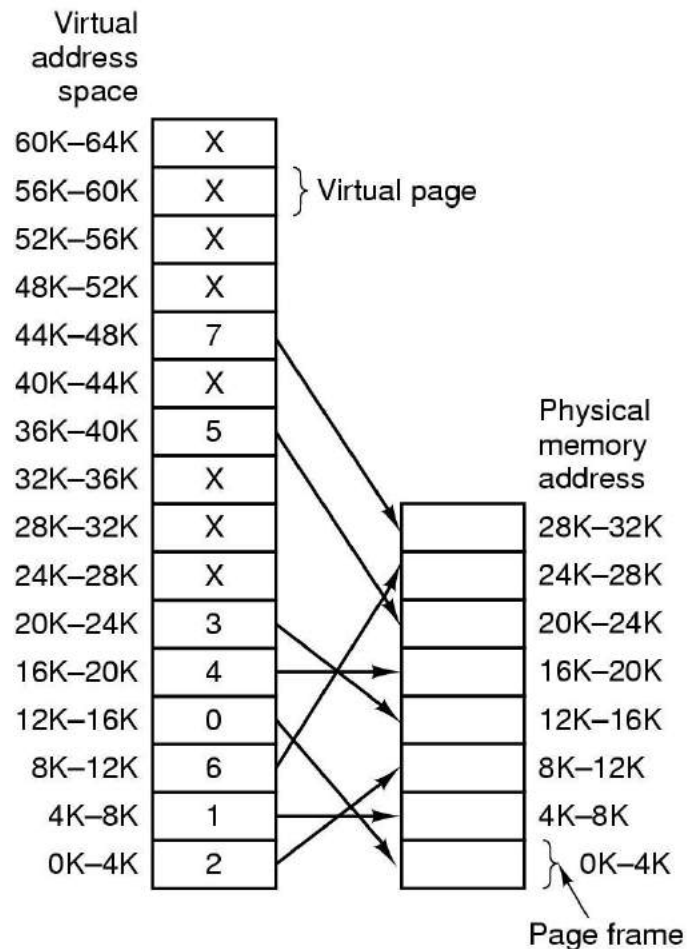 Virtual
address
space
60K–64K X
56K–60K X Virtual page
52K–56K X
48K–52K X
44K–48K 7
40K–44K X
36K–40K 5
32K–36K X
28K–32K X
24K–28K X
20K–24K 3
16K–20K 4
12K–16K 0
8K–12K 6
4K–8K 1
0K–4K 2
Physical
memory
address
28K–32K
24K–28K
20K–24K
16K–20K
12K–16K
8K–12K
4K–8K
0K–4K
Page frame